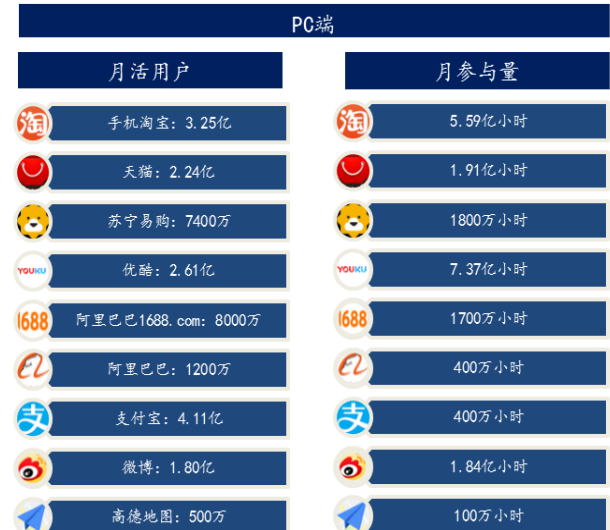 PC端
月活用户
月参与量
淘 手机淘宝: 3.25亿
淘 5.59亿小时
天猫: 2.24亿
1.91亿小时
苏宁易购: 7400万
1800万小时
YOUKU 优酷: 2.61亿
YOUKU 7.37亿小时
1688 阿里巴巴1688.com: 8000万
1688 1700万小时
阿里巴巴: 1200万
400万小时
支 支付宝: 4.11亿
支 400万小时
微博: 1.80亿
1.84亿小时
高德地图: 500万
100万小时